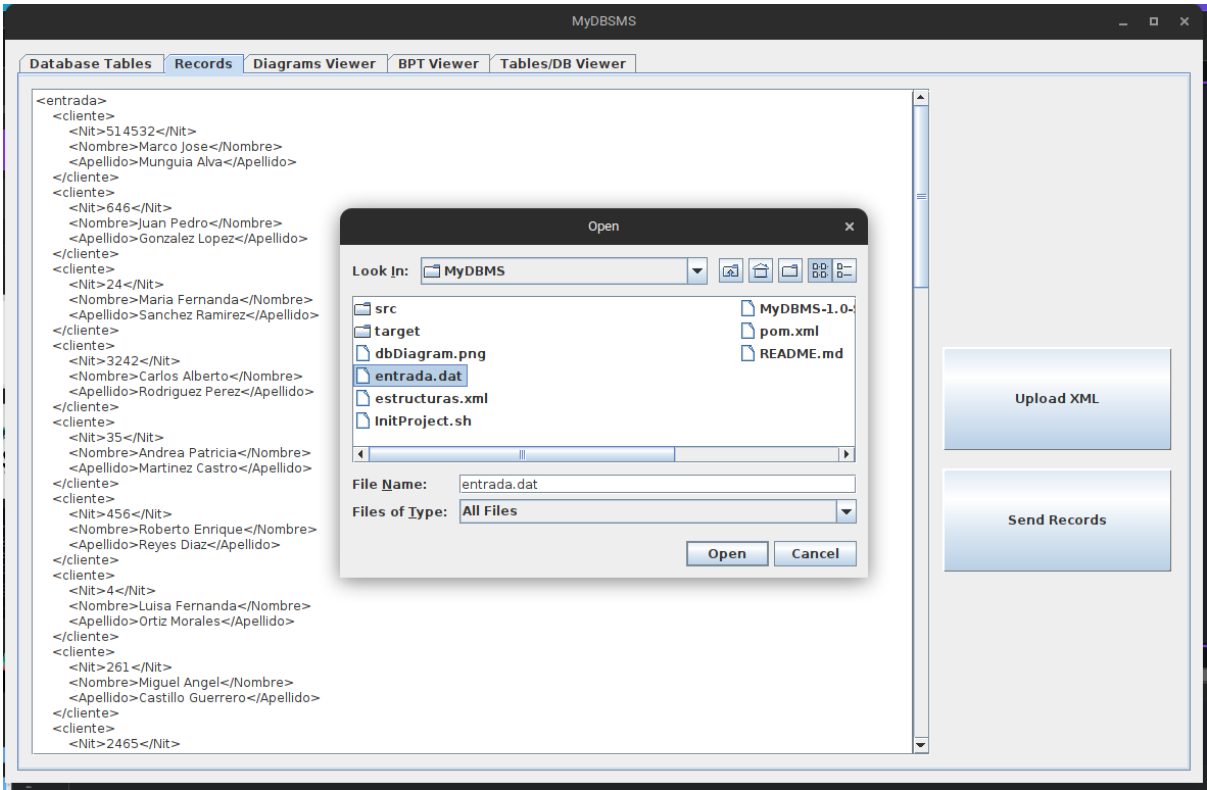 MyDBSMS
Database Tables Records Diagrams Viewer BPT Viewer Tables/DB Viewer
<entrada>
<cliente>
<Nit>514532</Nit>
<Nombre>Marco Jose</Nombre>
<Apellido>Munguia Alva</Apellido>
</cliente>
<cliente>
<Nit>646</Nit>
<Nombre>Juan Pedro</Nombre>
<Apellido>Gonzalez Lopez</Apellido>
</cliente>
<cliente>
<Nit>24</Nit>
<Nombre>Maria Fernanda</Nombre>
<Apellido>Sanchez Ramirez</Apellido>
</cliente>
<cliente>
<Nit>3242</Nit>
<Nombre>Carlos Alberto</Nombre>
<Apellido>Rodriguez Perez</Apellido>
</cliente>
<cliente>
<Nit>35</Nit>
<Nombre>Andrea Patricia</Nombre>
<Apellido>Martinez Castro</Apellido>
</cliente>
<cliente>
<Nit>456</Nit>
<Nombre>Roberto Enrique</Nombre>
<Apellido>Reyes Diaz</Apellido>
</cliente>
<cliente>
<Nit>4</Nit>
<Nombre>Luisa Fernanda</Nombre>
<Apellido>Ortiz Morales</Apellido>
</cliente>
<cliente>
<Nit>261</Nit>
<Nombre>Miguel Angel</Nombre>
<Apellido>Castillo Guerrero</Apellido>
</cliente>
<cliente>
<Nit>2465</Nit>
Open
Look In: MyDBMS
src
target
dbDiagram.png
entrada.dat
estructuras.xml
InitProject.sh
MyDBMS-1.0-
pom.xml
README.md
File Name: entrada.dat
Files of Type: All Files
Open Cancel
Upload XML
Send Records